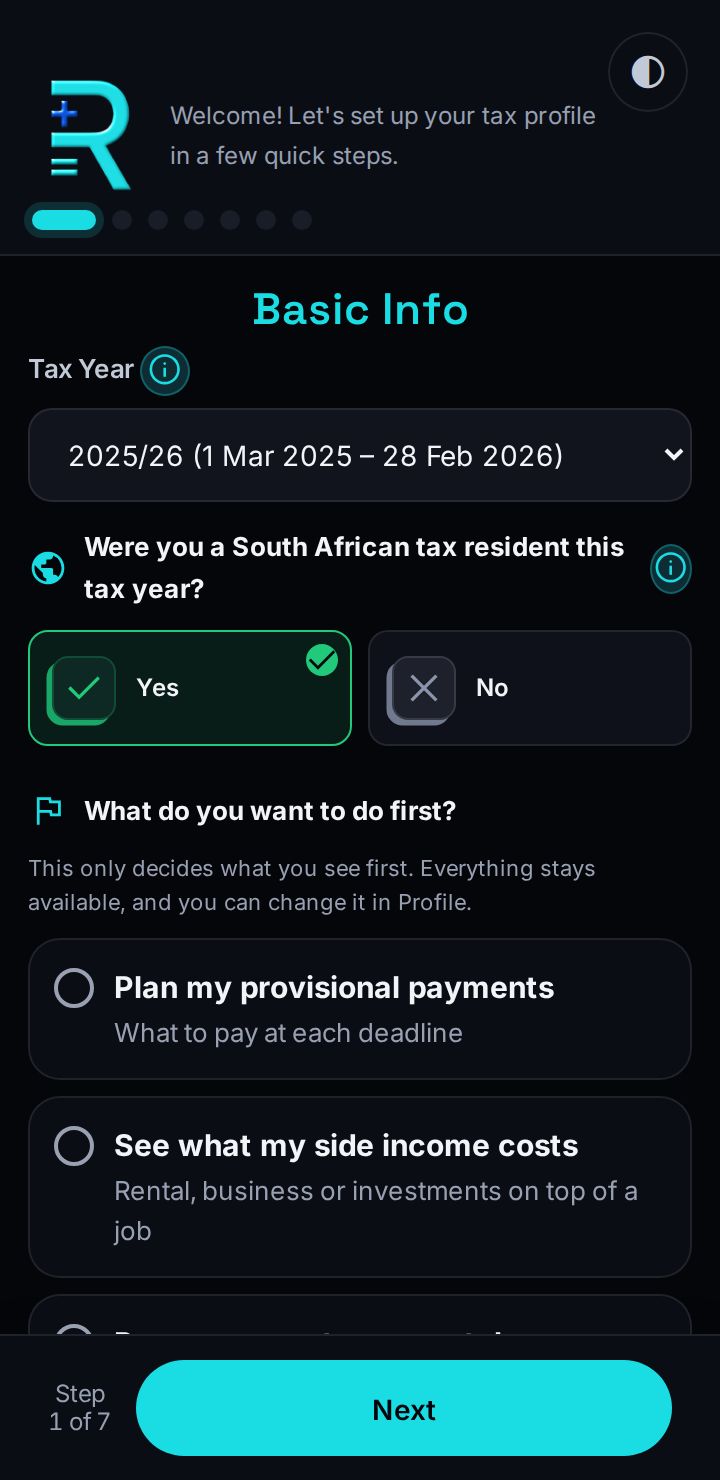 Welcome! Let's set up your tax profile
in a few quick steps.
Basic Info
Tax Year
2025/26 (1 Mar 2025 – 28 Feb 2026)
Were you a South African tax resident this
tax year?
Yes
No
What do you want to do first?
This only decides what you see first. Everything stays
available, and you can change it in Profile.
Plan my provisional payments
What to pay at each deadline
See what my side income costs
Rental, business or investments on top of a
job
Step
1 of 7
Next